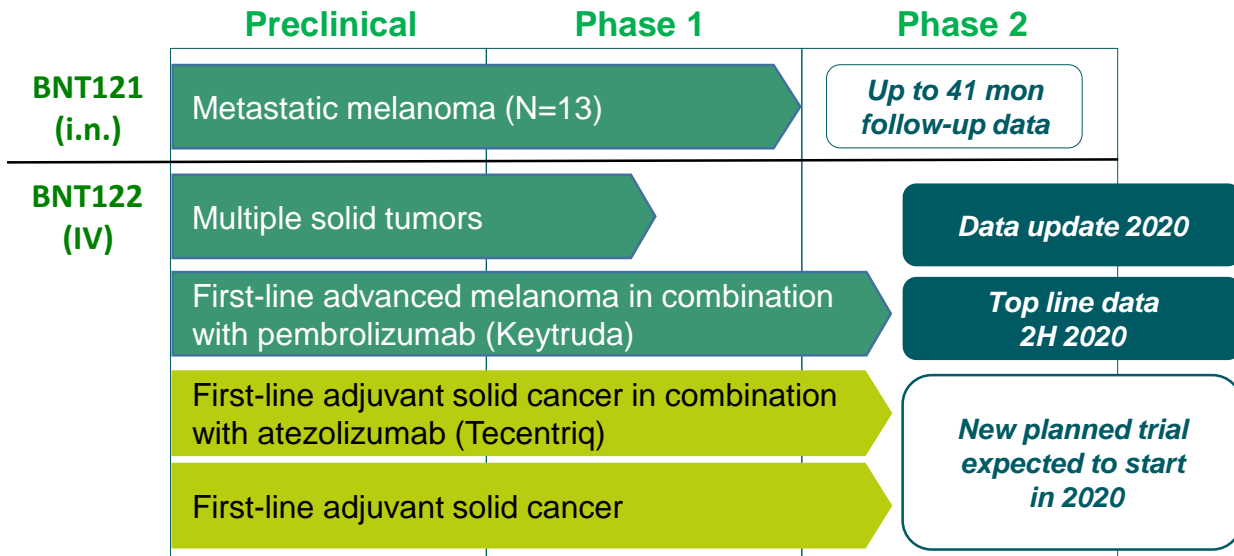 Preclinical
Phase 1
Phase 2
BNT121
(i.n.)
Metastatic melanoma (N=13)
Up to 41 mon
follow-up data
BNT122
(IV)
Multiple solid tumors
Data update 2020
First-line advanced melanoma in combination
with pembrolizumab (Keytruda)
Top line data
2H 2020
First-line adjuvant solid cancer in combination
with atezolizumab (Tecentriq)
First-line adjuvant solid cancer
New planned trial
expected to start
in 2020